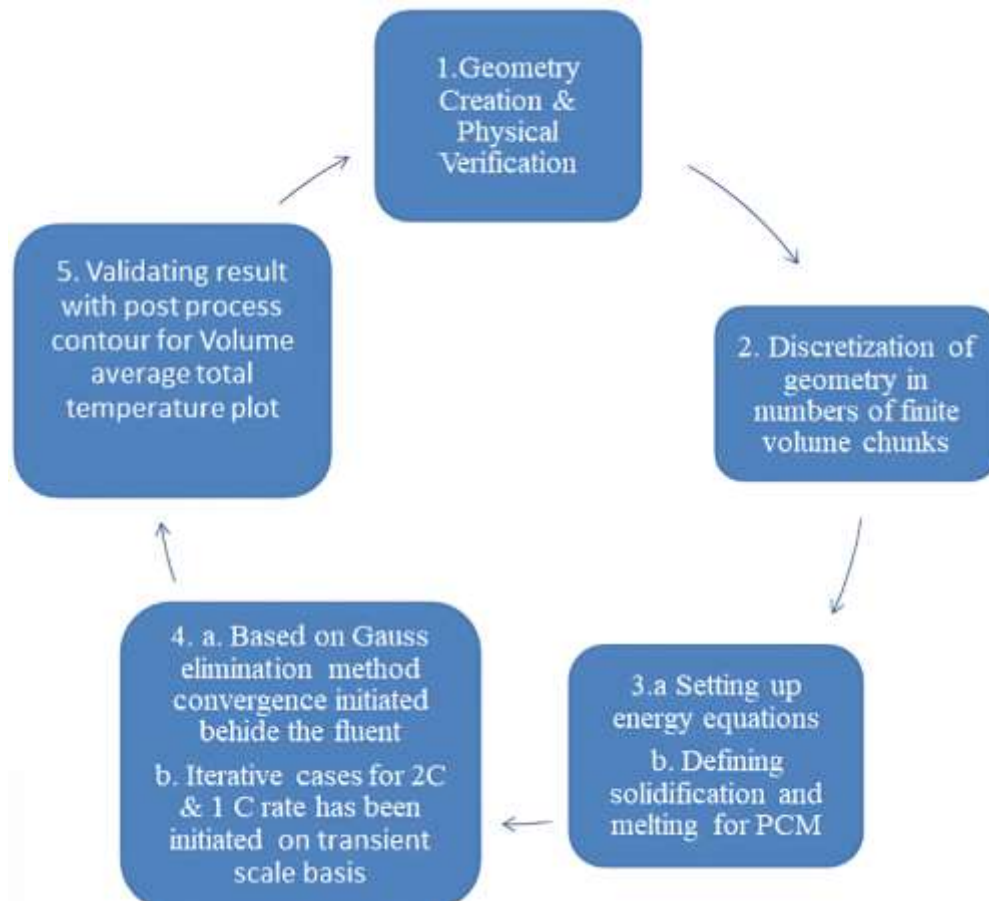 1.Geometry
Creation &
Physical
Verification
2. Discretization of
geometry in
numbers of finite
volume chunks
3.a Setting up
energy equations
b. Defining
solidification and
melting for PCM
4. a. Based on Gauss
elimination method
convergence initiated
behide the fluent
b. Iterative cases for 2C
& 1 C rate has been
initiated on transient
scale basis
5. Validating result
with post process
contour for Volume
average total
temperature plot